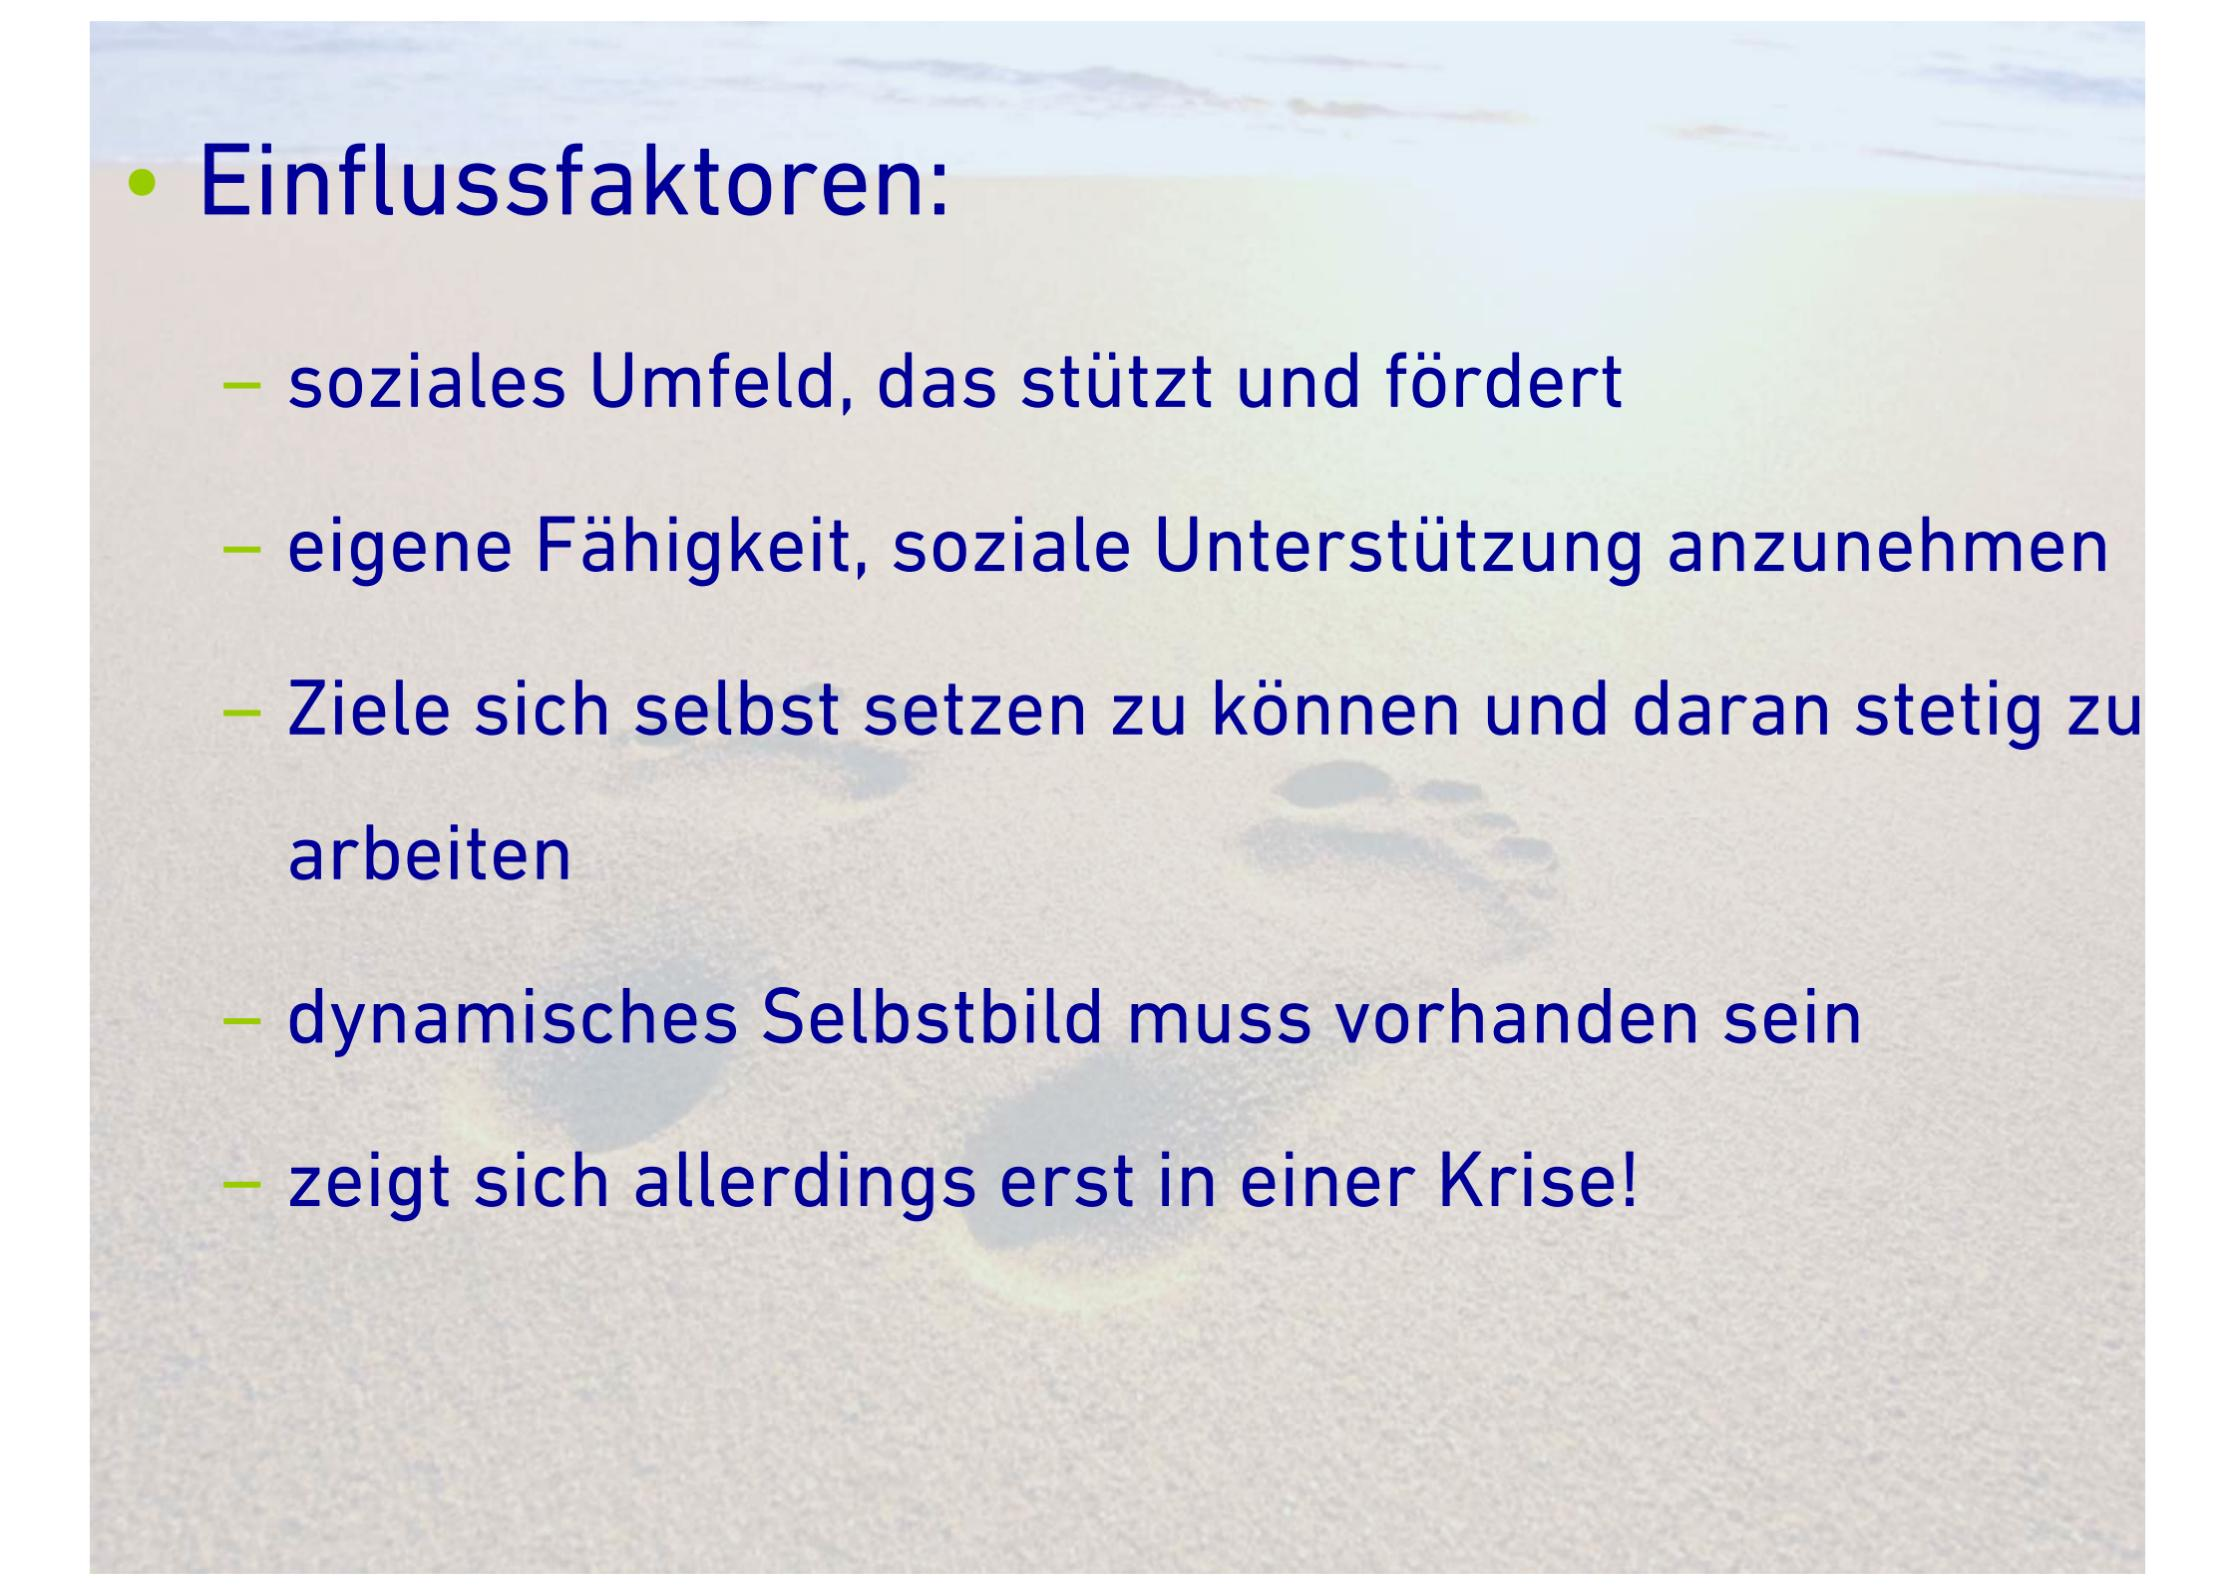 • Einflussfaktoren:
– soziales Umfeld, das stützt und fördert
– eigene Fähigkeit, soziale Unterstützung anzunehmen
– Ziele sich selbst setzen zu können und daran stetig zu
arbeiten
– dynamisches Selbstbild muss vorhanden sein
– zeigt sich allerdings erst in einer Krise!